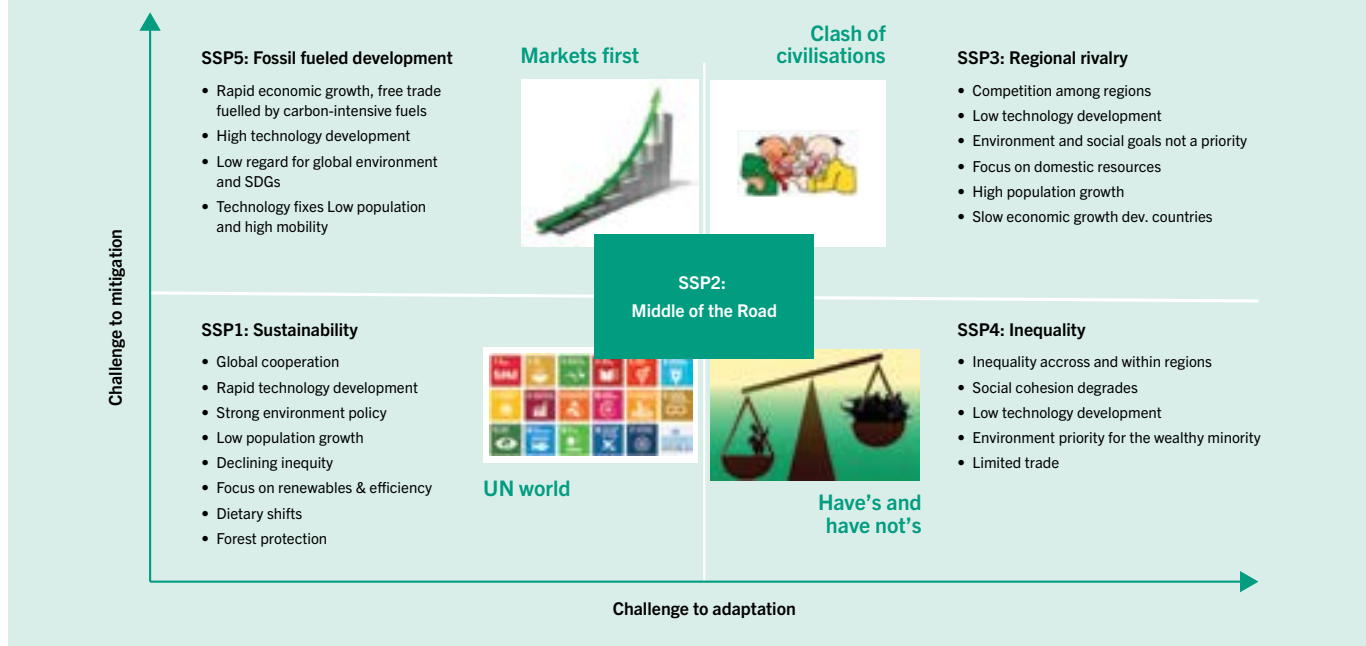 SSP5: Fossil fueled development
• Rapid economic growth, free trade
fuelled by carbon-intensive fuels
• High technology development
• Low regard for global environment
and SDGs
• Technology fixes Low population
and high mobility
Markets first
Clash of
civilisations
SSP3: Regional rivalry
• Competition among regions
• Low technology development
• Environment and social goals not a priority
• Focus on domestic resources
• High population growth
• Slow economic growth dev. countries
Challenge to mitigation
SSP2:
Middle of the Road
SSP1: Sustainability
• Global cooperation
• Rapid technology development
• Strong environment policy
• Low population growth
• Declining inequity
• Focus on renewables & efficiency
• Dietary shifts
• Forest protection
UN world
Have's and
have not's
SSP4: Inequality
• Inequality accross and within regions
• Social cohesion degrades
• Low technology development
• Environment priority for the wealthy minority
• Limited trade
Challenge to adaptation